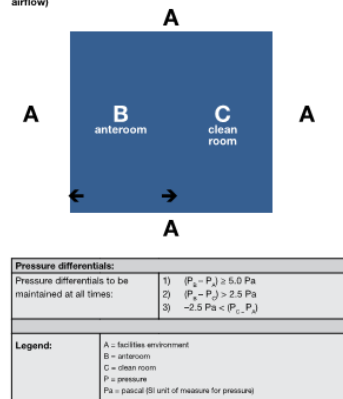 airflow)
A
A
B
anteroom
C
clean
room
A
A
Pressure differentials:
Pressure differentials to be
maintained at all times:
1) (P_B – P_A) ≥ 5.0 Pa
2) (P_B – P_C) > 2.5 Pa
3) –2.5 Pa < (P_C – P_A)
Legend:
A = facilities environment
B = anteroom
C = clean room
P = pressure
Pa = pascal (SI unit of measure for pressure)